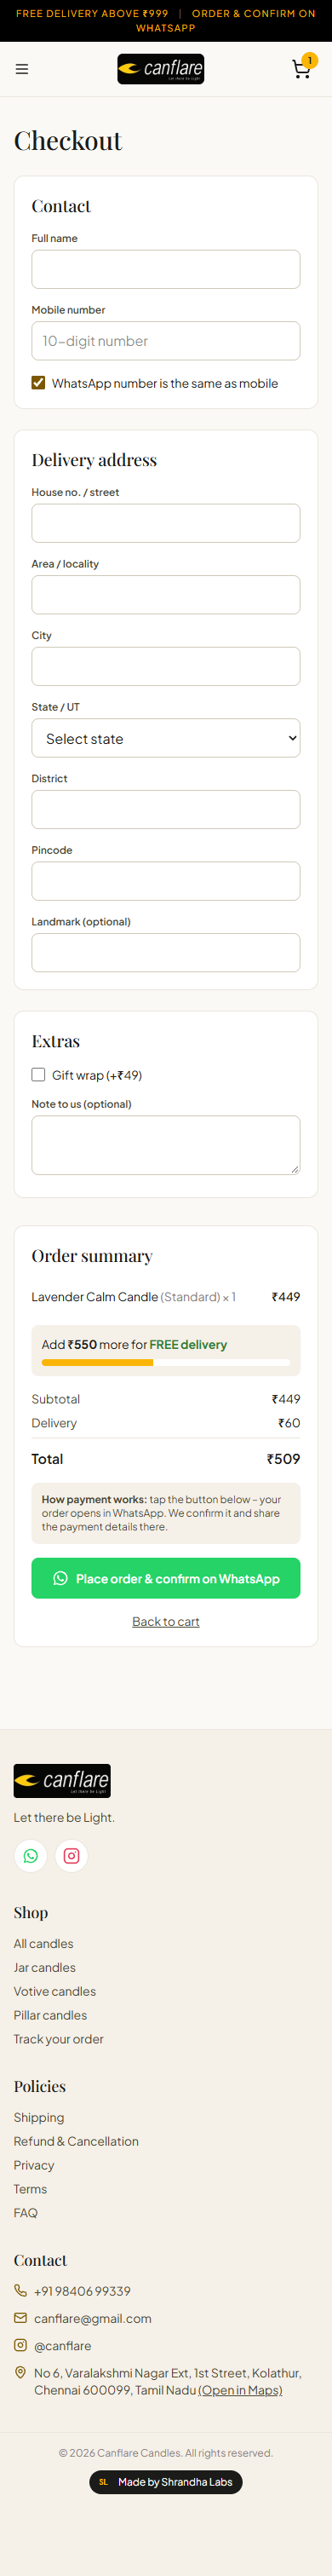 FREE DELIVERY ABOVE ₹999 | ORDER & CONFIRM ON
WHATSAPP
canflare
Let there be Light
1
Checkout
Contact
Full name
Mobile number
10-digit number
WhatsApp number is the same as mobile
Delivery address
House no. / street
Area / locality
City
State / UT
Select state
District
Pincode
Landmark (optional)
Extras
Gift wrap (+₹49)
Note to us (optional)
Order summary
Lavender Calm Candle (Standard) × 1 ₹449
Add ₹550 more for FREE delivery
Subtotal ₹449
Delivery ₹60
Total ₹509
How payment works: tap the button below – your
order opens in WhatsApp. We confirm it and share
the payment details there.
Place order & confirm on WhatsApp
Back to cart
canflare
Let there be Light
Let there be Light.
Shop
All candles
Jar candles
Votive candles
Pillar candles
Track your order
Policies
Shipping
Refund & Cancellation
Privacy
Terms
FAQ
Contact
+91 98406 99339
canflare@gmail.com
@canflare
No 6, Varalakshmi Nagar Ext, 1st Street, Kolathur,
Chennai 600099, Tamil Nadu (Open in Maps)
© 2026 Canflare Candles. All rights reserved.
SL Made by Shrandha Labs